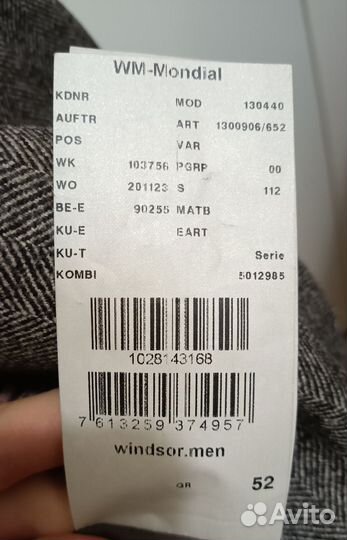 WM-Mondial
KDNR MOD 130440
AUFTR ART 1300906/652
POS VAR
WK 103756 PGRP 00
WO 201123 S 112
BE-E 90255 MATB
KU-E EART
KU-T Serie
KOMBI 5012985
1028143168
7 613259 374957
windsor.men
GR 52
Avito